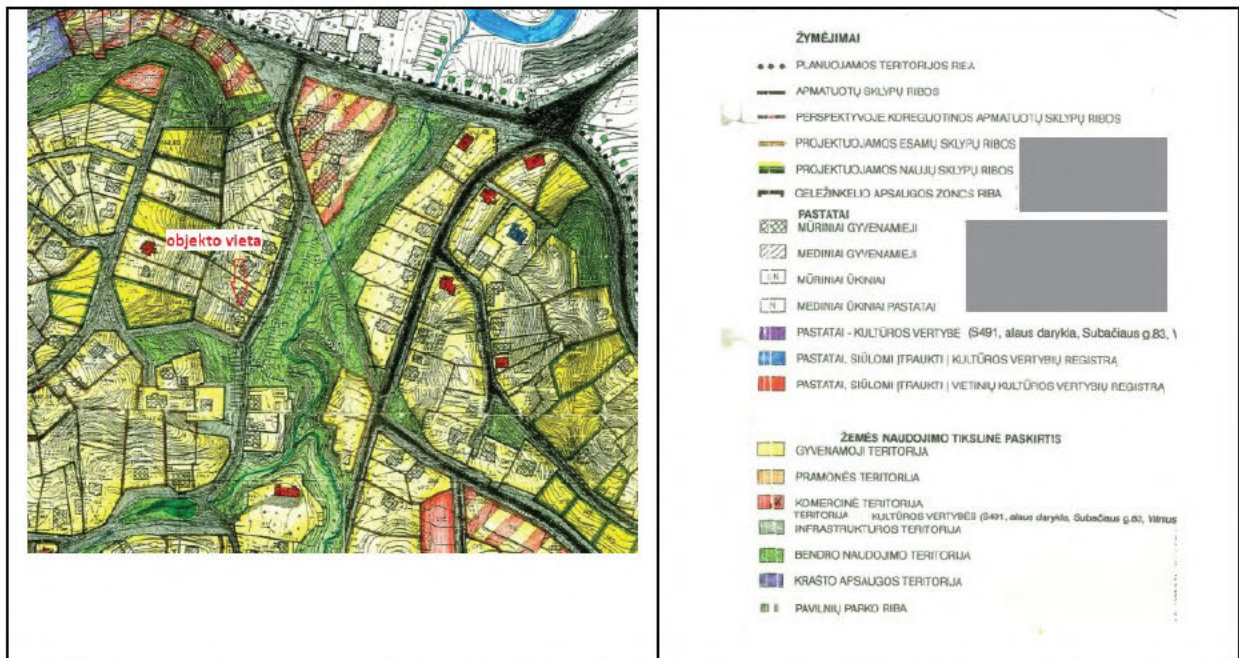 objekto vieta
ŽYMĖJIMAI
PLANUOJAMOS TERITORIJOS RIBA
APMATUOTŲ SKLYPŲ RIBOS
PERSPEKTYVOJE KOREGUOTINOS APMATUOTŲ SKLYPŲ RIBOS
PROJEKTUOJAMOS ESAMŲ SKLYPŲ RIBOS
PROJEKTUOJAMOS NAUJŲ SKLYPŲ RIBOS
GELEŽINKELIO APSAUGOS ZONOS RIBA
PASTATAI
MŪRINIAI GYVENAMIEJI
MEDINIAI GYVENAMIEJI
MŪRINIAI ŪKINIAI
MEDINIAI ŪKINIAI PASTATAI
PASTATAI - KULTŪROS VERTYBĖ (S491, alaus darykla, Subačiaus g.83, V
PASTATAI, SIŪLOMI ĮTRAUKTI Į KULTŪROS VERTYBIŲ REGISTRĄ
PASTATAI, SIŪLOMI ĮTRAUKTI Į VIETINIŲ KULTŪROS VERTYBIŲ REGISTRĄ
ŽEMĖS NAUDOJIMO TIKSLINĖ PASKIRTIS
GYVENAMOJI TERITORIJA
PRAMONĖS TERITORIJA
KOMERCINĖ TERITORIJA
TERITORIJA KULTŪROS VERTYBĖS (S491, alaus darykla, Subačiaus g.83, Vilnius
INFRASTRUKTŪROS TERITORIJA
BENDRO NAUDOJIMO TERITORIJA
KRAŠTO APSAUGOS TERITORIJA
PAVILNIŲ PARKO RIBA